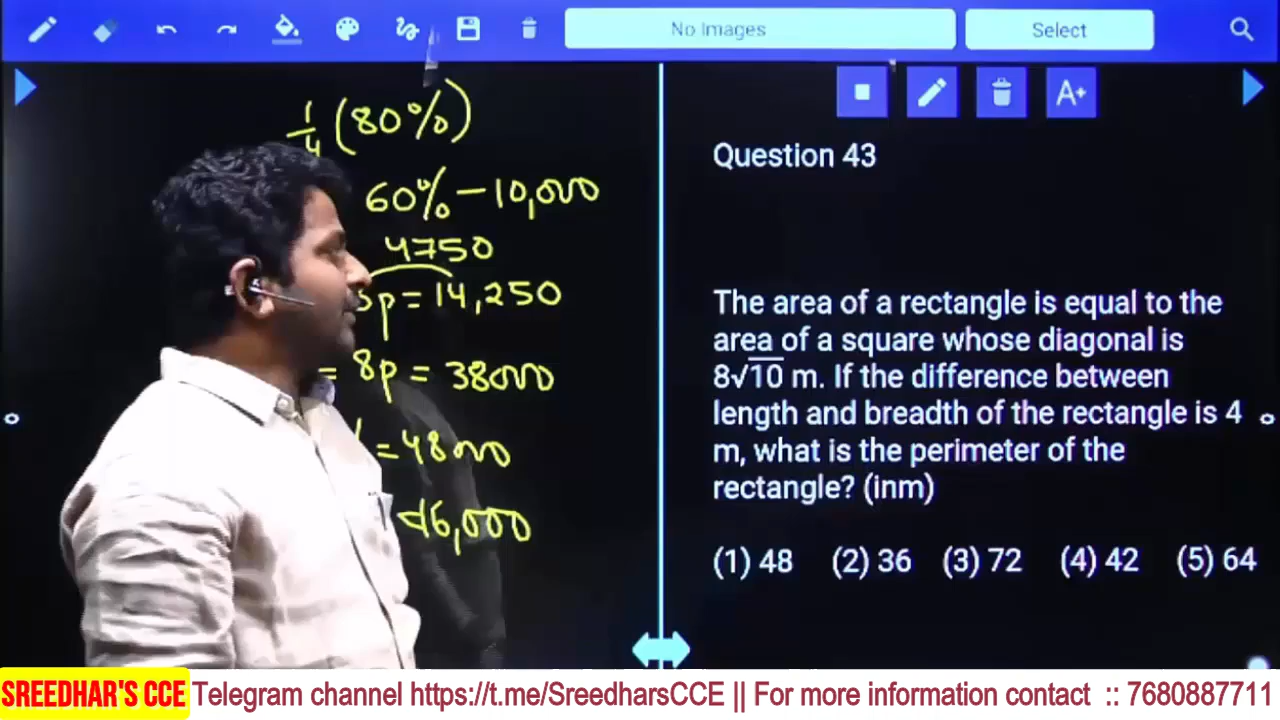 No Images
Select
A+
1/4 (80%)
60% - 10,000
4750
p = 14,250
= 8p = 38000
= 48000
16,000
Question 43
The area of a rectangle is equal to the
area of a square whose diagonal is
8√10 m. If the difference between
length and breadth of the rectangle is 4
m, what is the perimeter of the
rectangle? (inm)
(1) 48 (2) 36 (3) 72 (4) 42 (5) 64
SREEDHAR'S CCE Telegram channel https://t.me/SreedharsCCE || For more information contact :: 7680887711